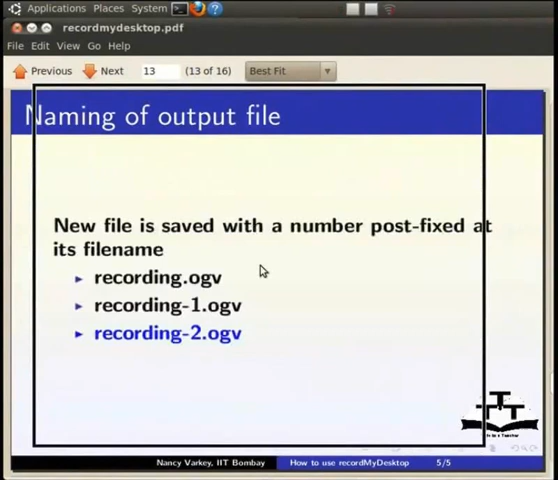 Applications Places System
recordmydesktop.pdf
File Edit View Go Help
Previous Next 13 (13 of 16) Best Fit
Naming of output file
New file is saved with a number post-fixed at
its filename
recording.ogv
recording-1.ogv
recording-2.ogv
TTT
Nancy Varkey, IIT Bombay How to use recordMyDesktop 5/5